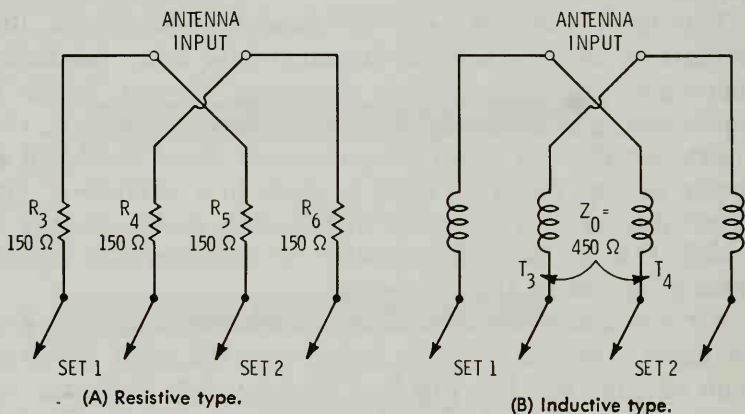 ANTENNA
INPUT
R3
150 Ω
R4
150 Ω
R5
150 Ω
R6
150 Ω
SET 1
SET 2
(A) Resistive type.
ANTENNA
INPUT
Z0 =
450 Ω
T3
T4
SET 1
SET 2
(B) Inductive type.